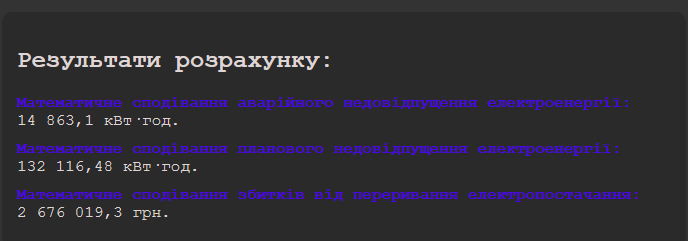 Результати розрахунку:
Математичне сподівання аварійного недовідпущення електроенергії:
14 863,1 кВт·год.
Математичне сподівання планового недовідпущення електроенергії:
132 116,48 кВт·год.
Математичне сподівання збитків від переривання електропостачання:
2 676 019,3 грн.